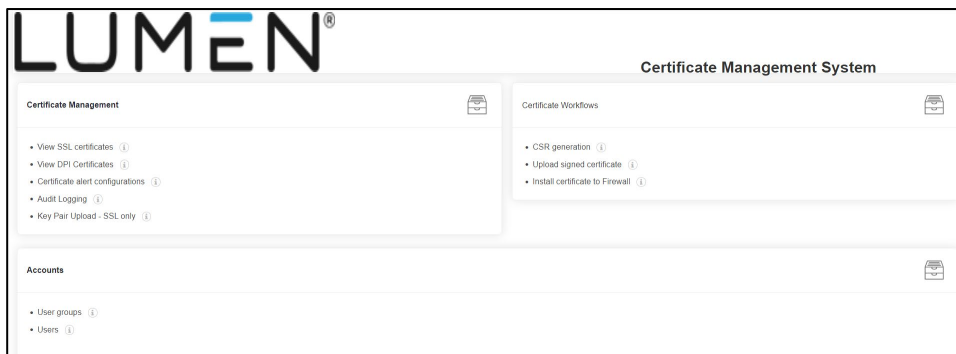 LUMEN®
Certificate Management System
Certificate Management
• View SSL certificates
• View DPI Certificates
• Certificate alert configurations
• Audit Logging
• Key Pair Upload - SSL only
Certificate Workflows
• CSR generation
• Upload signed certificate
• Install certificate to Firewall
Accounts
• User groups
• Users